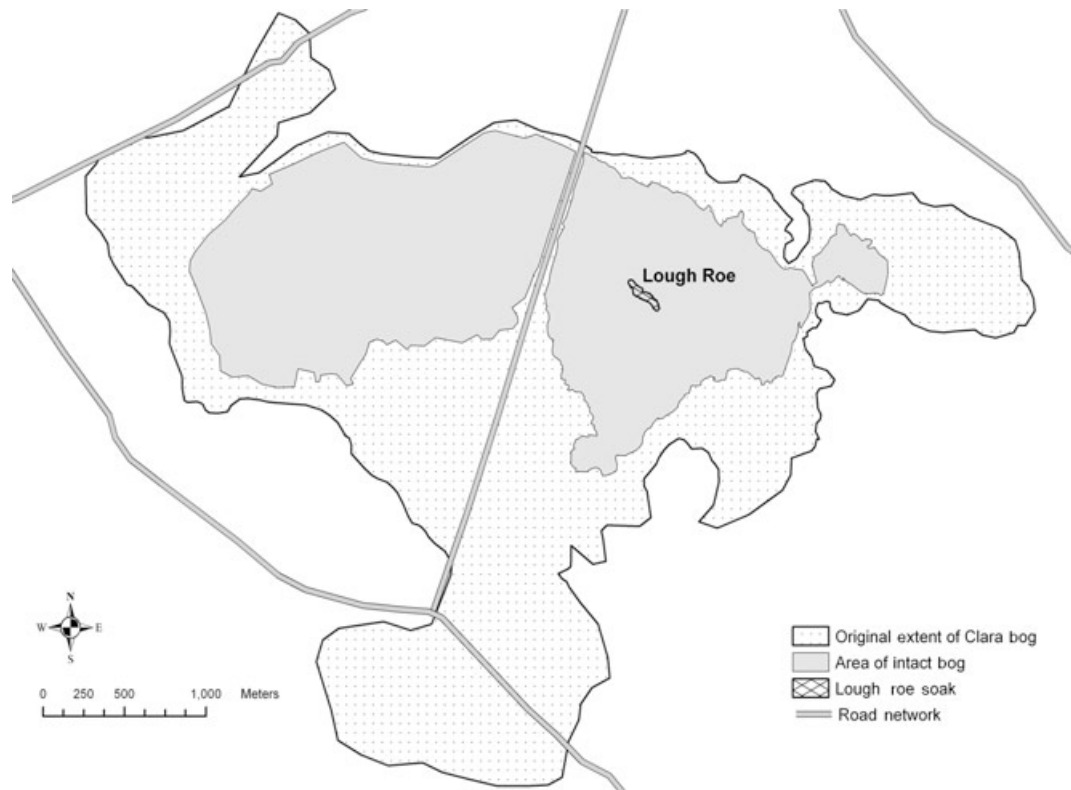 Lough Roe
N
W E
S
0 250 500 1,000 Meters
Original extent of Clara bog
Area of intact bog
Lough roe soak
Road network